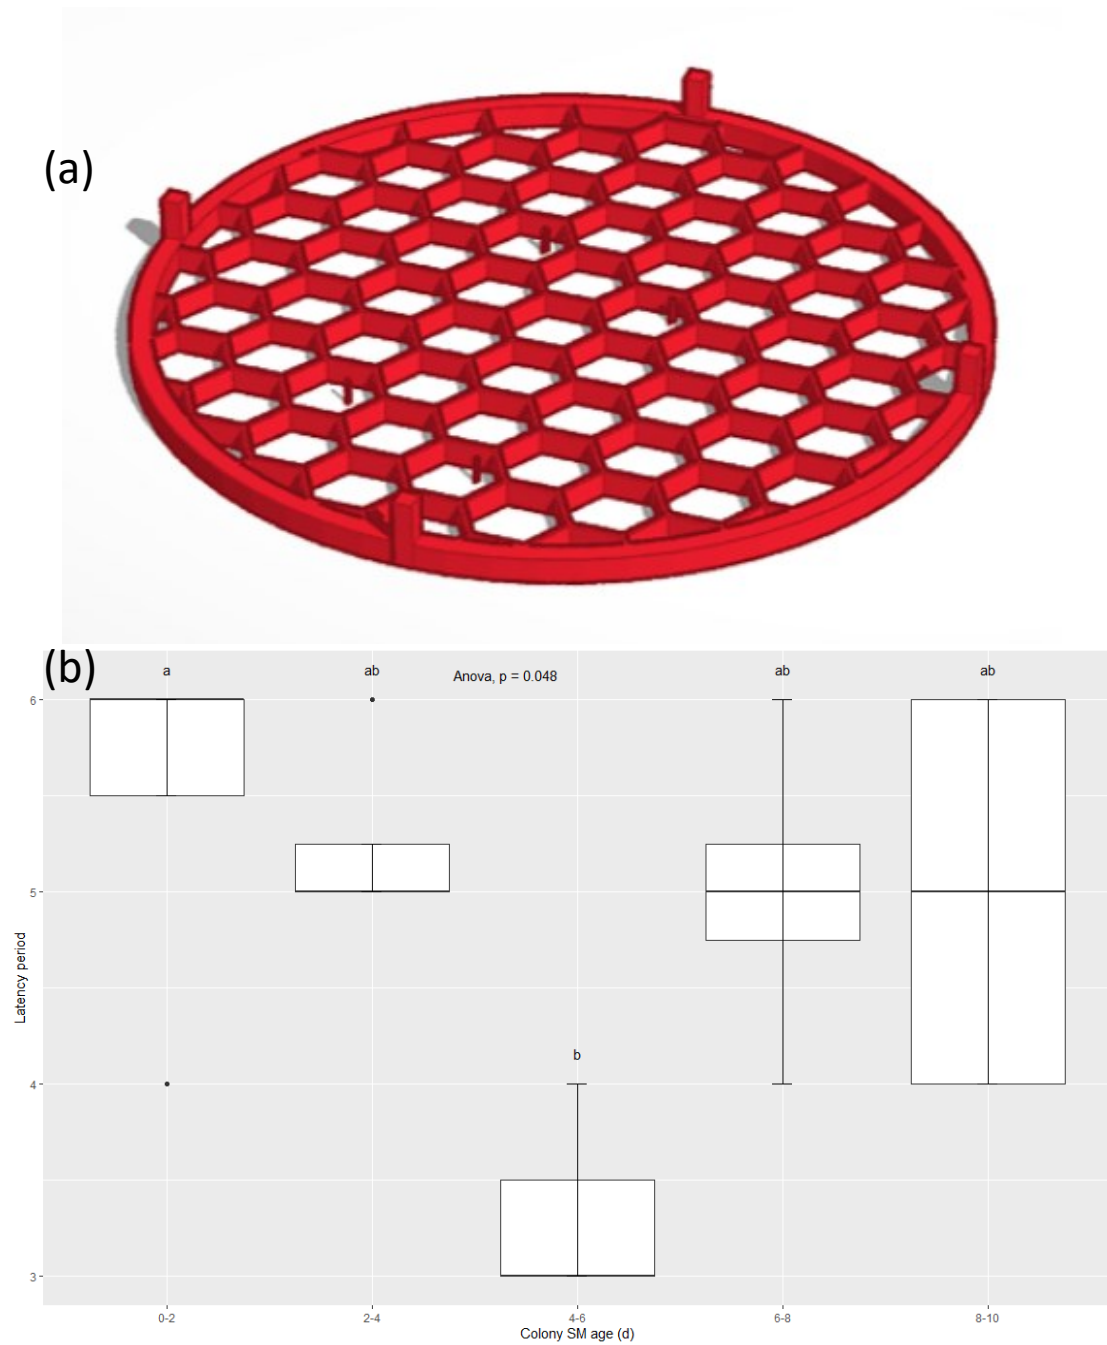 (a)
(b)
a
ab
Anova, p = 0.048
ab
ab
b
6
5
4
3
Latency period
0-2
2-4
4-6
6-8
8-10
Colony SM age (d)